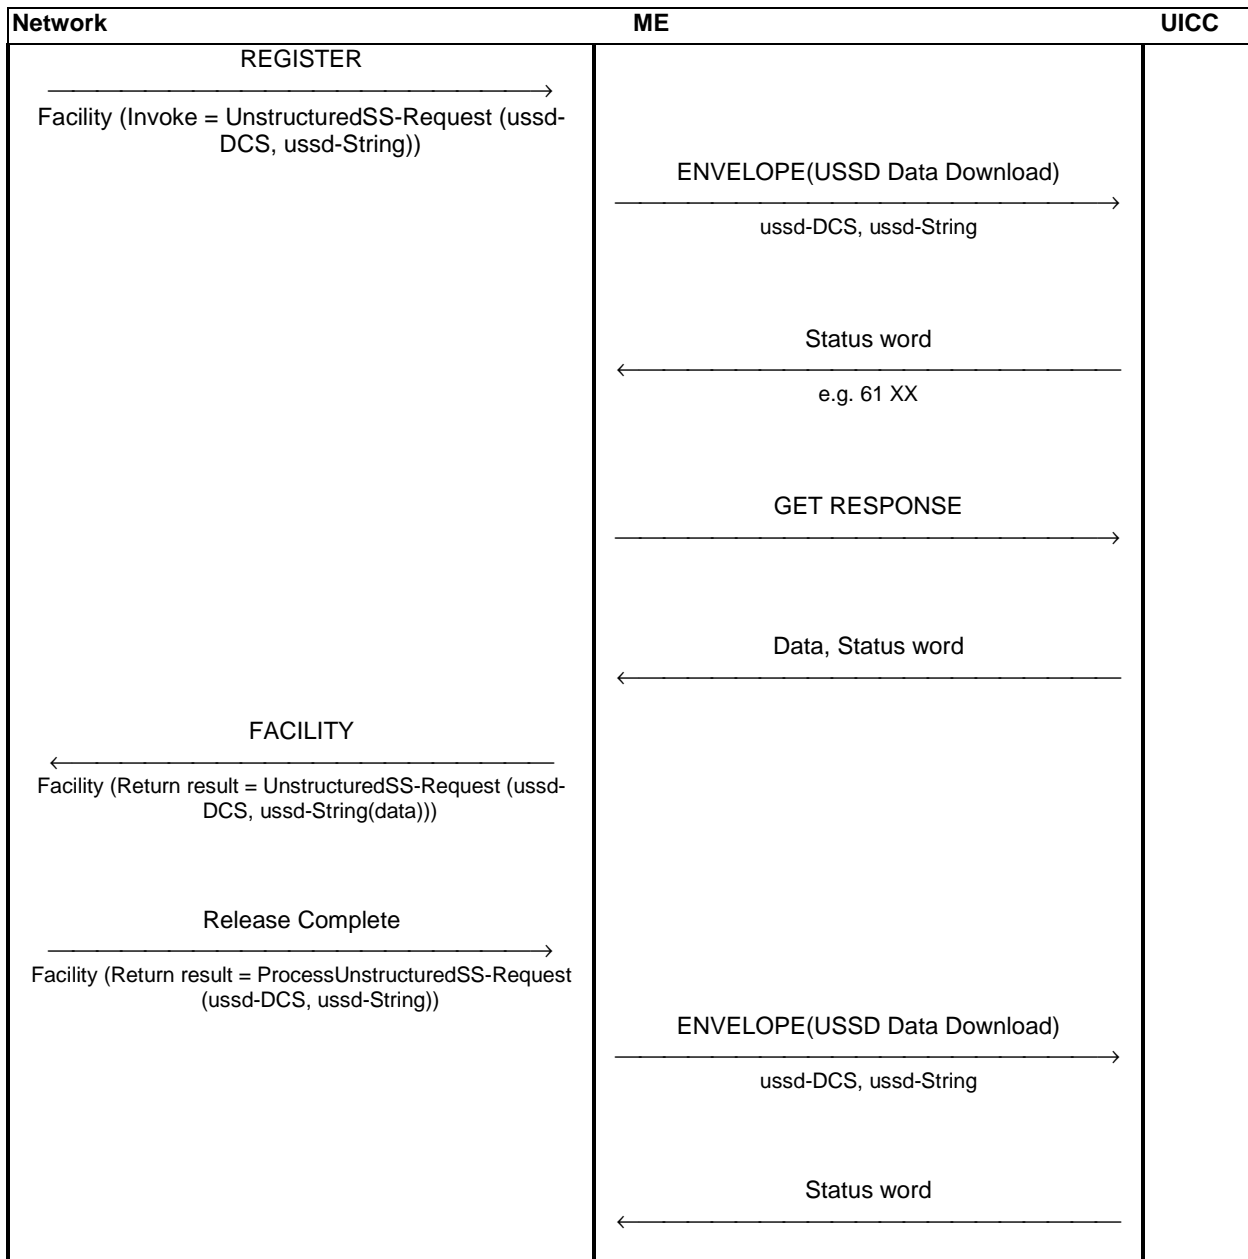 Network ME UICC
REGISTER
Facility (Invoke = UnstructuredSS-Request (ussd-
DCS, ussd-String))
ENVELOPE(USSD Data Download)
ussd-DCS, ussd-String
Status word
e.g. 61 XX
GET RESPONSE
Data, Status word
FACILITY
Facility (Return result = UnstructuredSS-Request (ussd-
DCS, ussd-String(data)))
Release Complete
Facility (Return result = ProcessUnstructuredSS-Request
(ussd-DCS, ussd-String))
ENVELOPE(USSD Data Download)
ussd-DCS, ussd-String
Status word